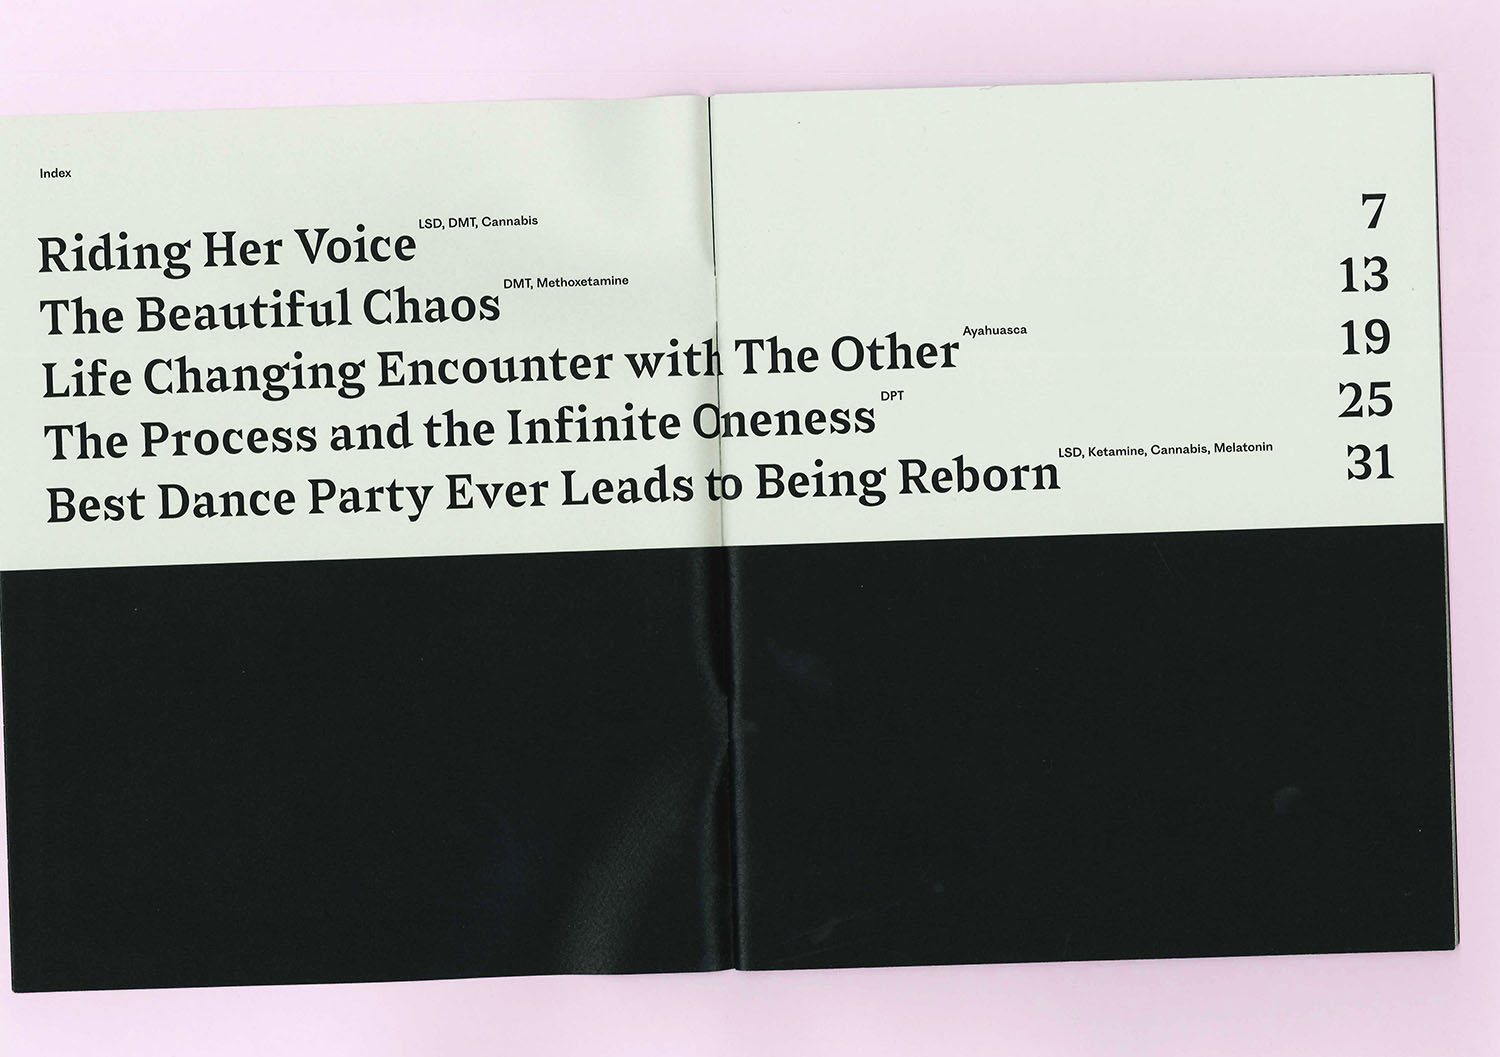 Index
Riding Her Voice LSD, DMT, Cannabis 7
The Beautiful Chaos DMT, Methoxetamine 13
Life Changing Encounter with The Other Ayahuasca 19
The Process and the Infinite Oneness DPT 25
Best Dance Party Ever Leads to Being Reborn LSD, Ketamine, Cannabis, Melatonin 31